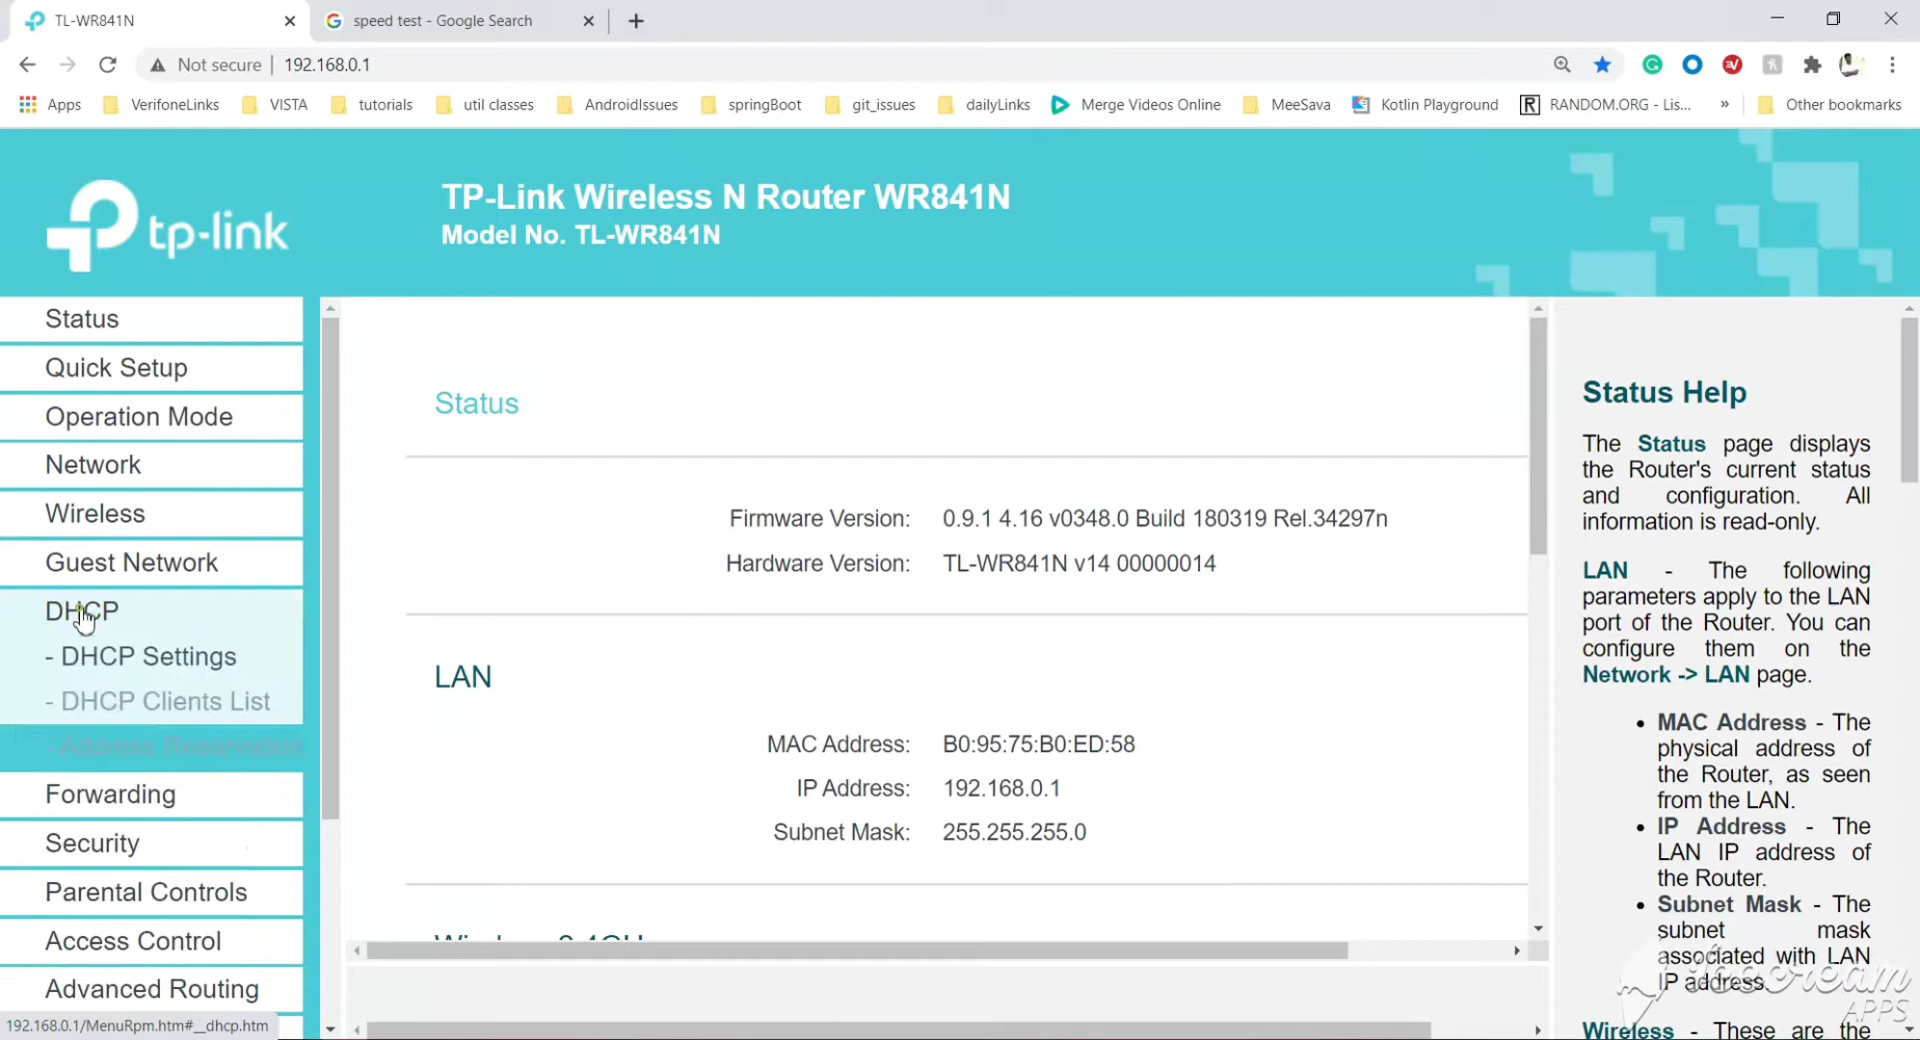 TL-WR841N
speed test - Google Search
Not secure
192.168.0.1
Apps
VerifoneLinks
VISTA
tutorials
util classes
AndroidIssues
springBoot
git_issues
dailyLinks
Merge Videos Online
MeeSava
Kotlin Playground
RANDOM.ORG - Lis...
»
Other bookmarks
tp-link
TP-Link Wireless N Router WR841N
Model No. TL-WR841N
Status
Quick Setup
Operation Mode
Network
Wireless
Guest Network
DHCP
- DHCP Settings
- DHCP Clients List
- Address Reservation
Forwarding
Security
Parental Controls
Access Control
Advanced Routing
192.168.0.1/MenuRpm.htm#__dhcp.htm
Status
Firmware Version: 0.9.1 4.16 v0348.0 Build 180319 Rel.34297n
Hardware Version: TL-WR841N v14 00000014
LAN
MAC Address: B0:95:75:B0:ED:58
IP Address: 192.168.0.1
Subnet Mask: 255.255.255.0
Status Help
The Status page displays
the Router's current status
and configuration. All
information is read-only.
LAN - The following
parameters apply to the LAN
port of the Router. You can
configure them on the
Network -> LAN page.
• MAC Address - The
physical address of
the Router, as seen
from the LAN.
• IP Address - The
LAN IP address of
the Router.
• Subnet Mask - The
subnet mask
associated with LAN
IP address.
Wireless - These are the
Icecream
APPS